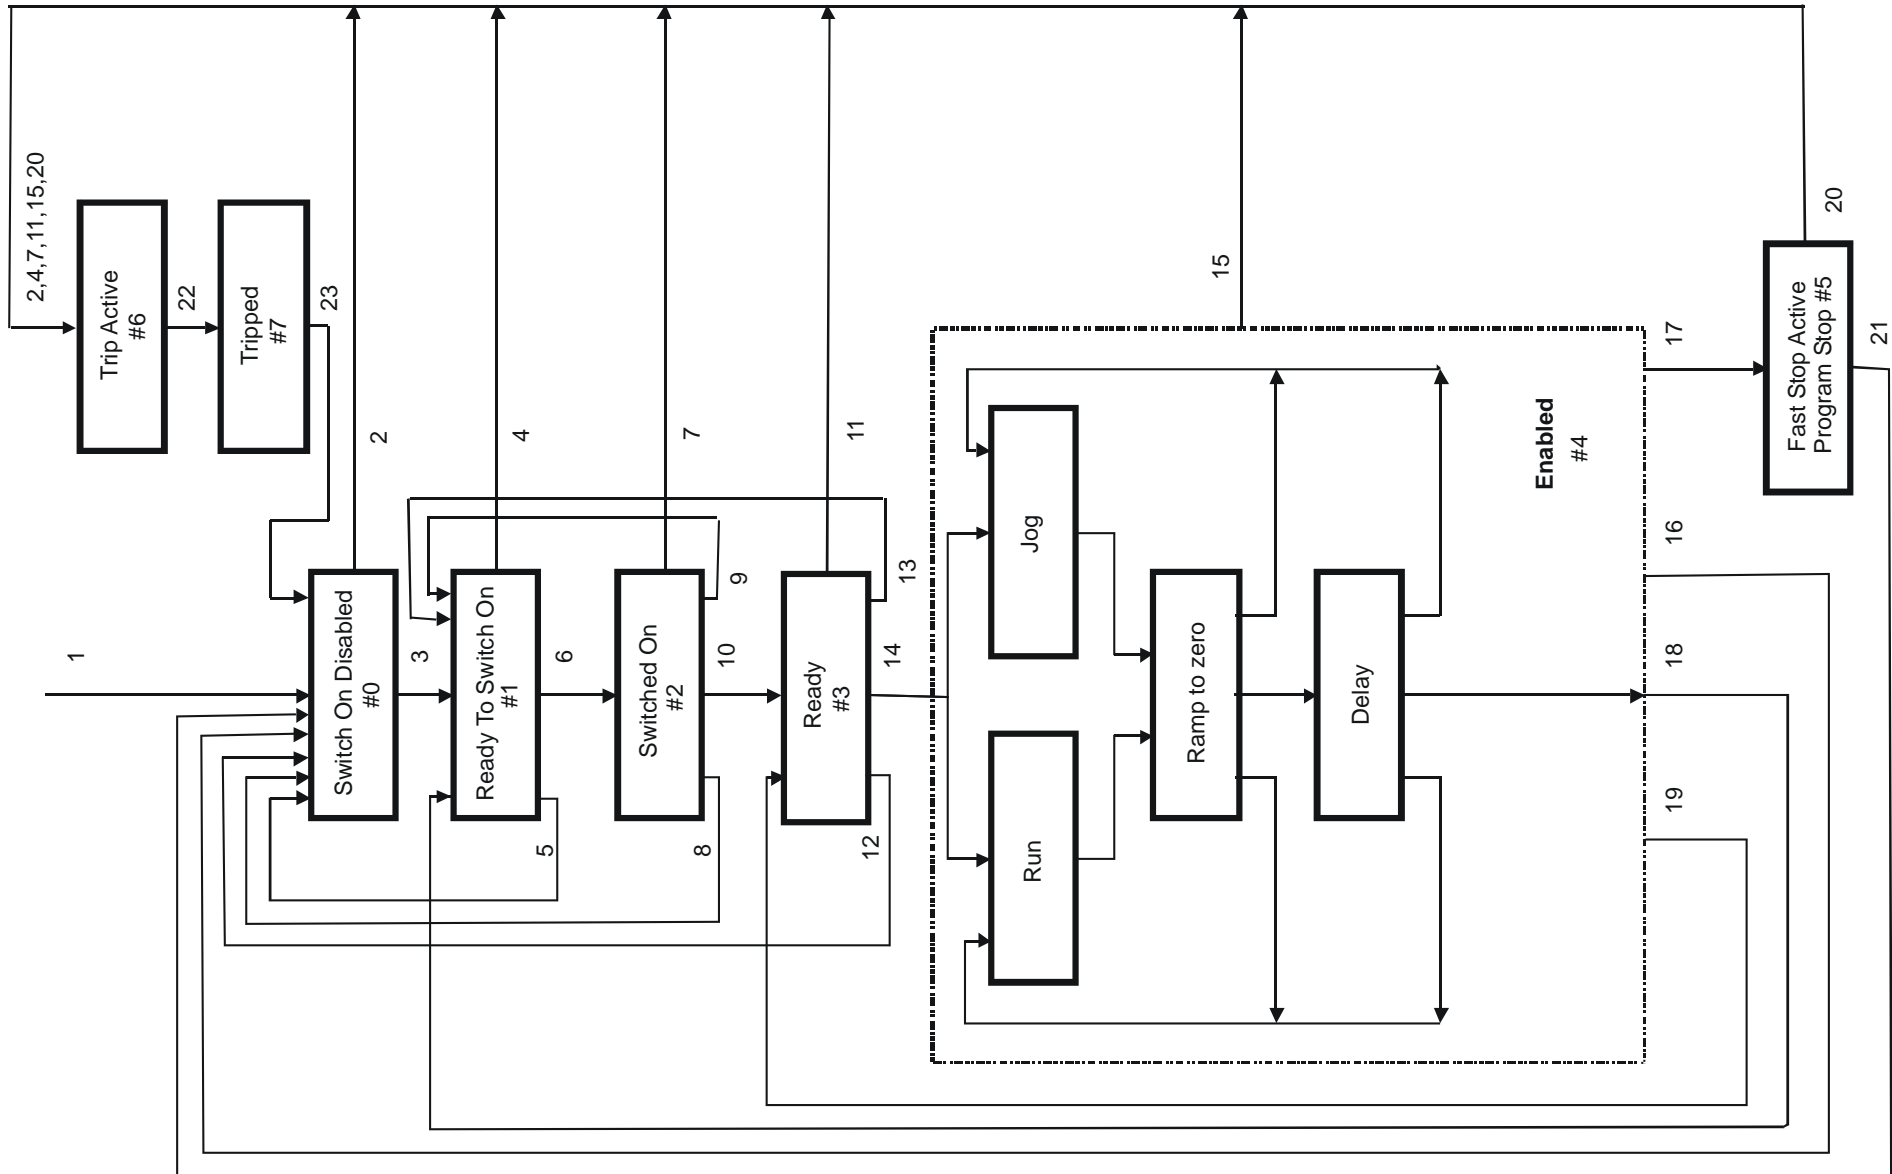 2,4,7,11,15,20
Trip Active
#6
22
Tripped
#7
23
1
Switch On Disabled
#0
2
3
Ready To Switch On
#1
4
5
6
Switched On
#2
7
8
9
10
Ready
#3
11
12
13
14
Run
Jog
Ramp to zero
Delay
Enabled
#4
15
16
17
18
19
Fast Stop Active
Program Stop #5
20
21